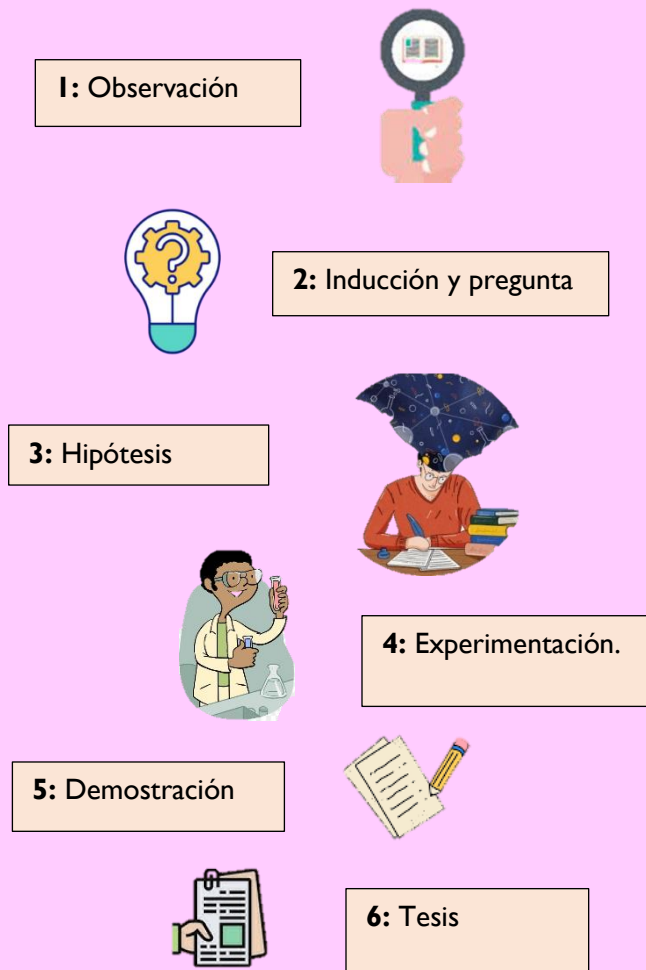 1: Observación
2: Inducción y pregunta
3: Hipótesis
4: Experimentación.
5: Demostración
6: Tesis